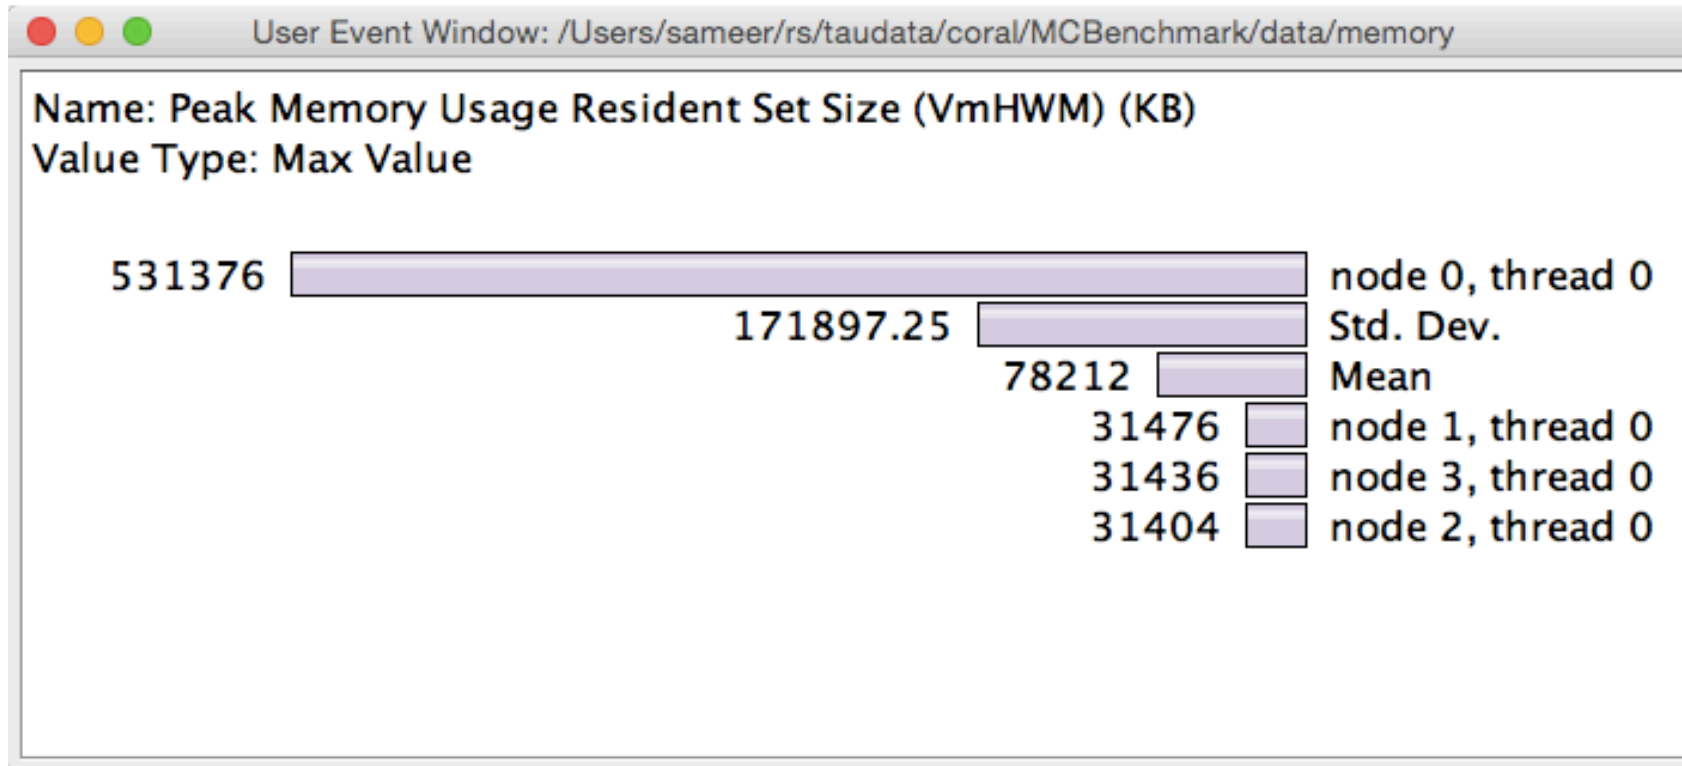 User Event Window: /Users/sameer/rs/taudata/coral/MCBenchmark/data/memory
Name: Peak Memory Usage Resident Set Size (VmHWM) (KB)
Value Type: Max Value
531376 node 0, thread 0
171897.25 Std. Dev.
78212 Mean
31476 node 1, thread 0
31436 node 3, thread 0
31404 node 2, thread 0